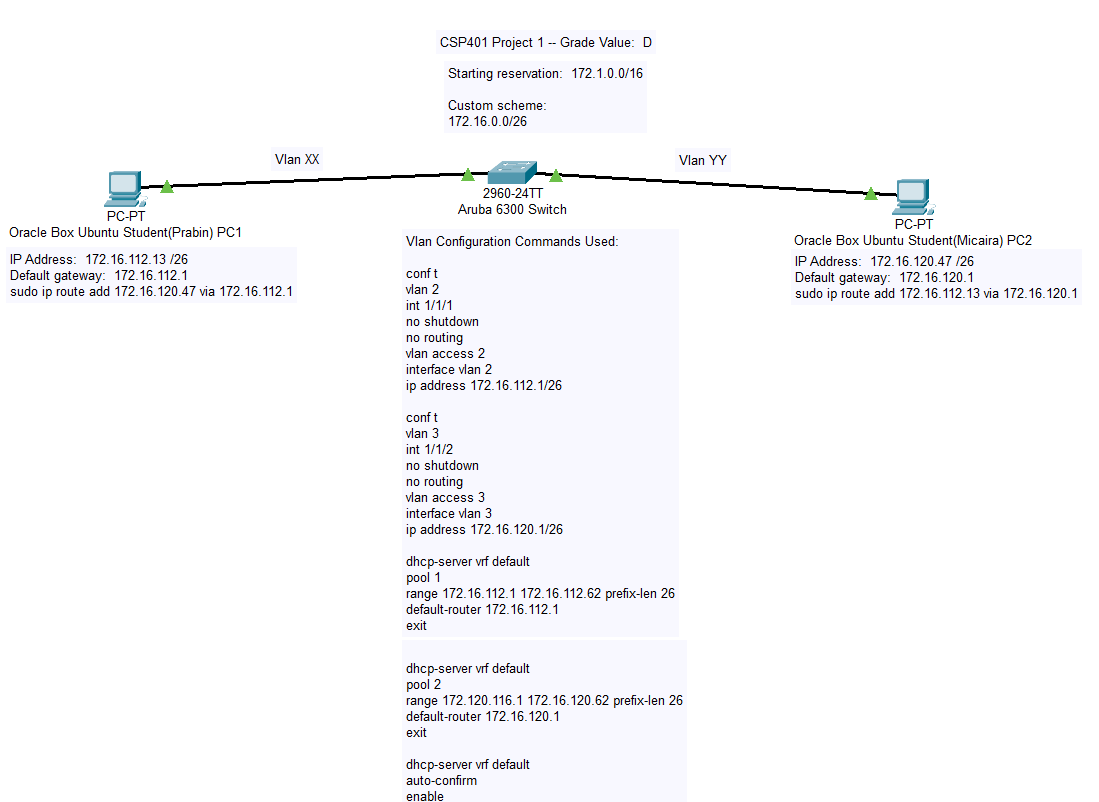 CSP401 Project 1 -- Grade Value:  D
Starting reservation:  172.1.0.0/16
Custom scheme:
172.16.0.0/26
Vlan XX
Vlan YY
2960-24TT
Aruba 6300 Switch
PC-PT
Oracle Box Ubuntu Student(Prabin) PC1
IP Address:  172.16.112.13 /26
Default gateway:  172.16.112.1
sudo ip route add 172.16.120.47 via 172.16.112.1
PC-PT
Oracle Box Ubuntu Student(Micaira) PC2
IP Address:  172.16.120.47 /26
Default gateway:  172.16.120.1
sudo ip route add 172.16.112.13 via 172.16.120.1
Vlan Configuration Commands Used:
conf t
vlan 2
int 1/1/1
no shutdown
no routing
vlan access 2
interface vlan 2
ip address 172.16.112.1/26
conf t
vlan 3
int 1/1/2
no shutdown
no routing
vlan access 3
interface vlan 3
ip address 172.16.120.1/26
dhcp-server vrf default
pool 1
range 172.16.112.1 172.16.112.62 prefix-len 26
default-router 172.16.112.1
exit
dhcp-server vrf default
pool 2
range 172.120.116.1 172.16.120.62 prefix-len 26
default-router 172.16.120.1
exit
dhcp-server vrf default
auto-confirm
enable